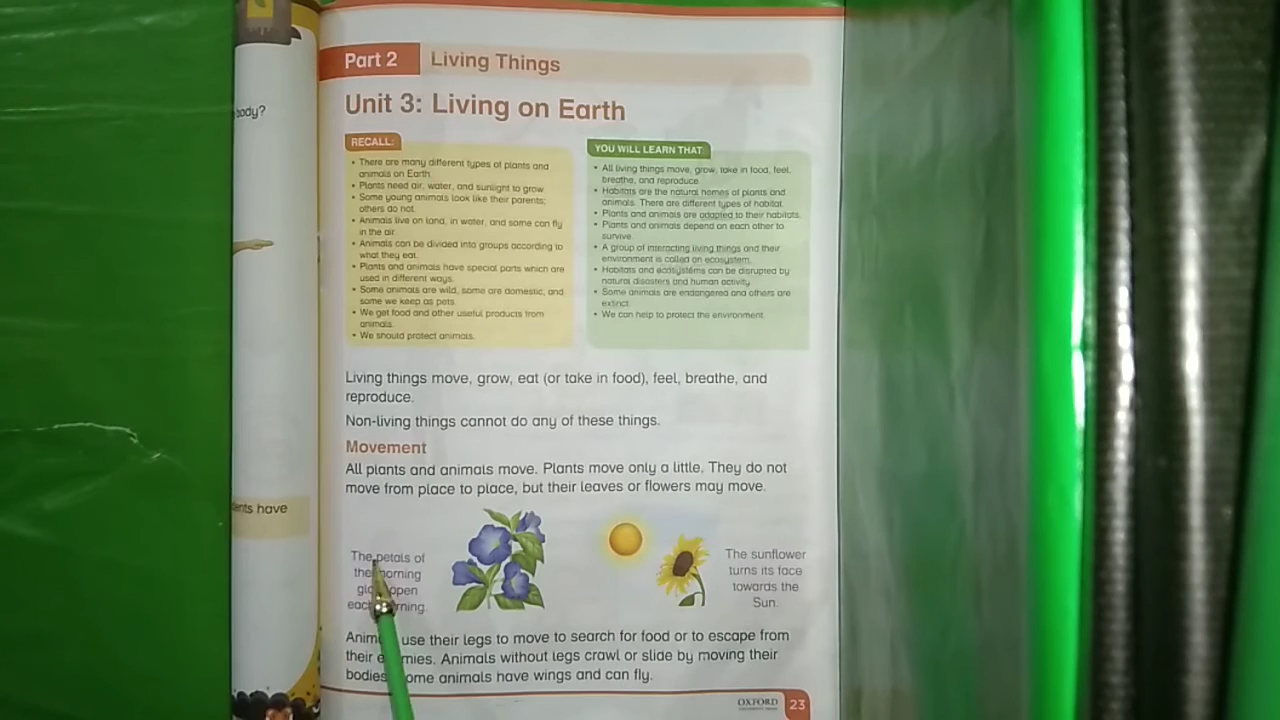 body?
ents have
Part 2 Living Things
Unit 3: Living on Earth
RECALL:
• There are many different types of plants and
animals on Earth.
• Plants need air, water, and sunlight to grow
• Some young animals look like their parents;
others do not.
• Animals live on land, in water, and some can fly
in the air.
• Animals can be divided into groups according to
what they eat.
• Plants and animals have special parts which are
used in different ways.
• Some animals are wild, some are domestic, and
some we keep as pets.
• We get food and other useful products from
animals.
• We should protect animals.
YOU WILL LEARN THAT:
• All living things move, grow, take in food, feel,
breathe, and reproduce.
• Habitats are the natural homes of plants and
animals. There are different types of habitat.
• Plants and animals are adapted to their habitats.
• Plants and animals depend on each other to
survive.
• A group of interacting living things and their
environment is called an ecosystem.
• Habitats and ecosystems can be disrupted by
natural disasters and human activity.
• Some animals are endangered and others are
extinct.
• We can help to protect the environment.
Living things move, grow, eat (or take in food), feel, breathe, and
reproduce.
Non-living things cannot do any of these things.
Movement
All plants and animals move. Plants move only a little. They do not
move from place to place, but their leaves or flowers may move.
The petals of
the morning
open
The sunflower
turns its face
towards the
Sun.
use their legs to move to search for food or to escape from
their Animals without legs crawl or slide by moving their
bodies animals have wings and can fly.
OXFORD
UNIVERSITY PRESS
23